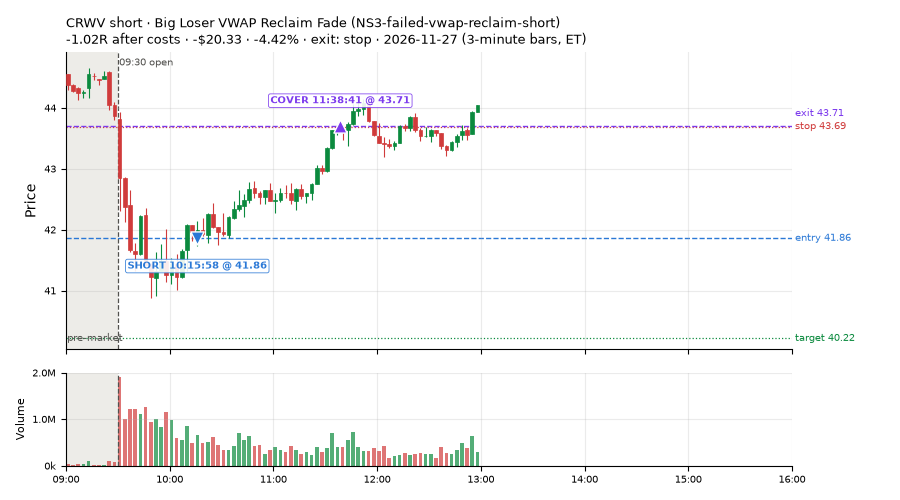 CRWV short · Big Loser VWAP Reclaim Fade (NS3-failed-vwap-reclaim-short)
-1.02R after costs · -$20.33 · -4.42% · exit: stop · 2026-11-27 (3-minute bars, ET)
09:30 open
COVER 11:38:41 @ 43.71
44
exit 43.71
stop 43.69
43
Price
42
entry 41.86
SHORT 10:15:58 @ 41.86
41
pre-market
target 40.22
2.0M
1.0M
0k
Volume
09:00 10:00 11:00 12:00 13:00 14:00 15:00 16:00